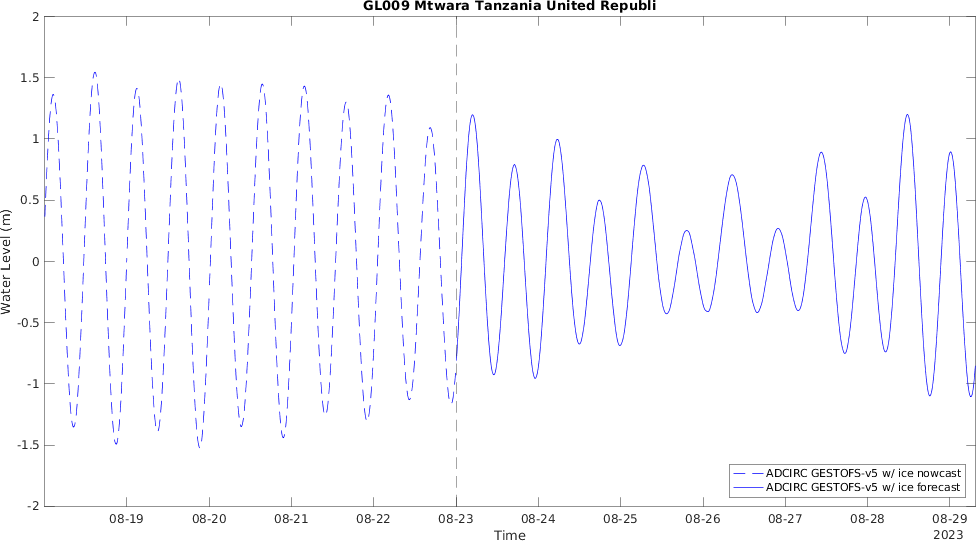 GL009 Mtwara Tanzania United Republi
2
1.5
1
0.5
0
-0.5
-1
-1.5
-2
Water Level (m)
08-19 08-20 08-21 08-22 08-23 08-24 08-25 08-26 08-27 08-28 08-29
Time
2023
ADCIRC GESTOFS-v5 w/ ice nowcast
ADCIRC GESTOFS-v5 w/ ice forecast